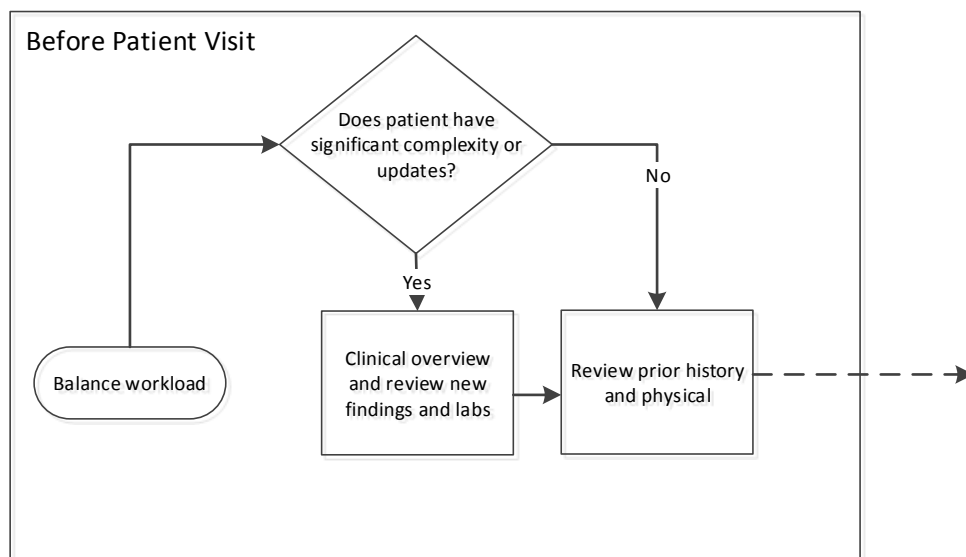 Before Patient Visit
Does patient have
significant complexity or
updates?
No
Yes
Balance workload
Clinical overview
and review new
findings and labs
Review prior history
and physical